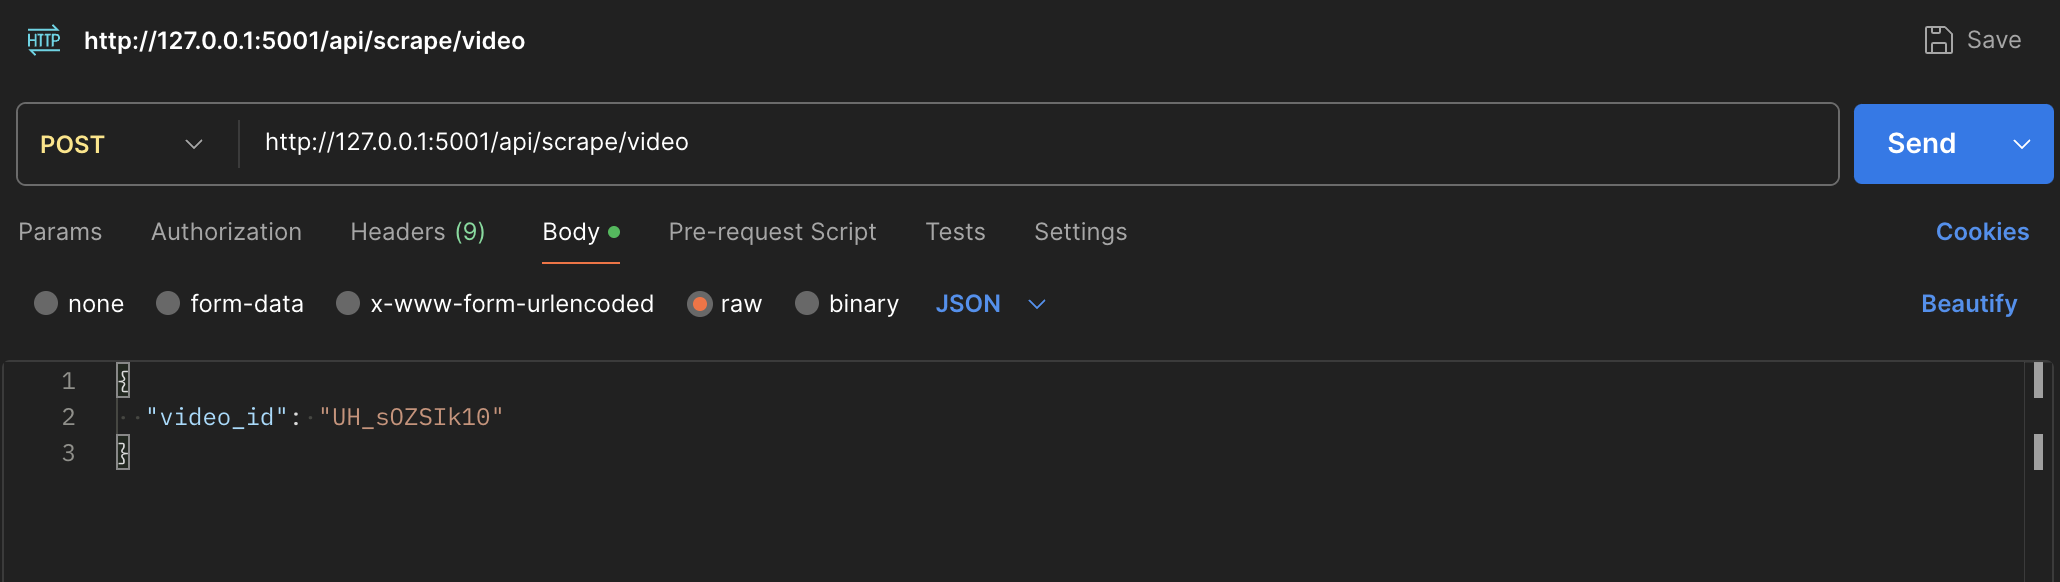 HTTP http://127.0.0.1:5001/api/scrape/video Save
POST http://127.0.0.1:5001/api/scrape/video Send
Params Authorization Headers (9) Body Pre-request Script Tests Settings Cookies
none form-data x-www-form-urlencoded raw binary JSON Beautify
1 {
2 "video_id": "UH_sOZSIk10"
3 }